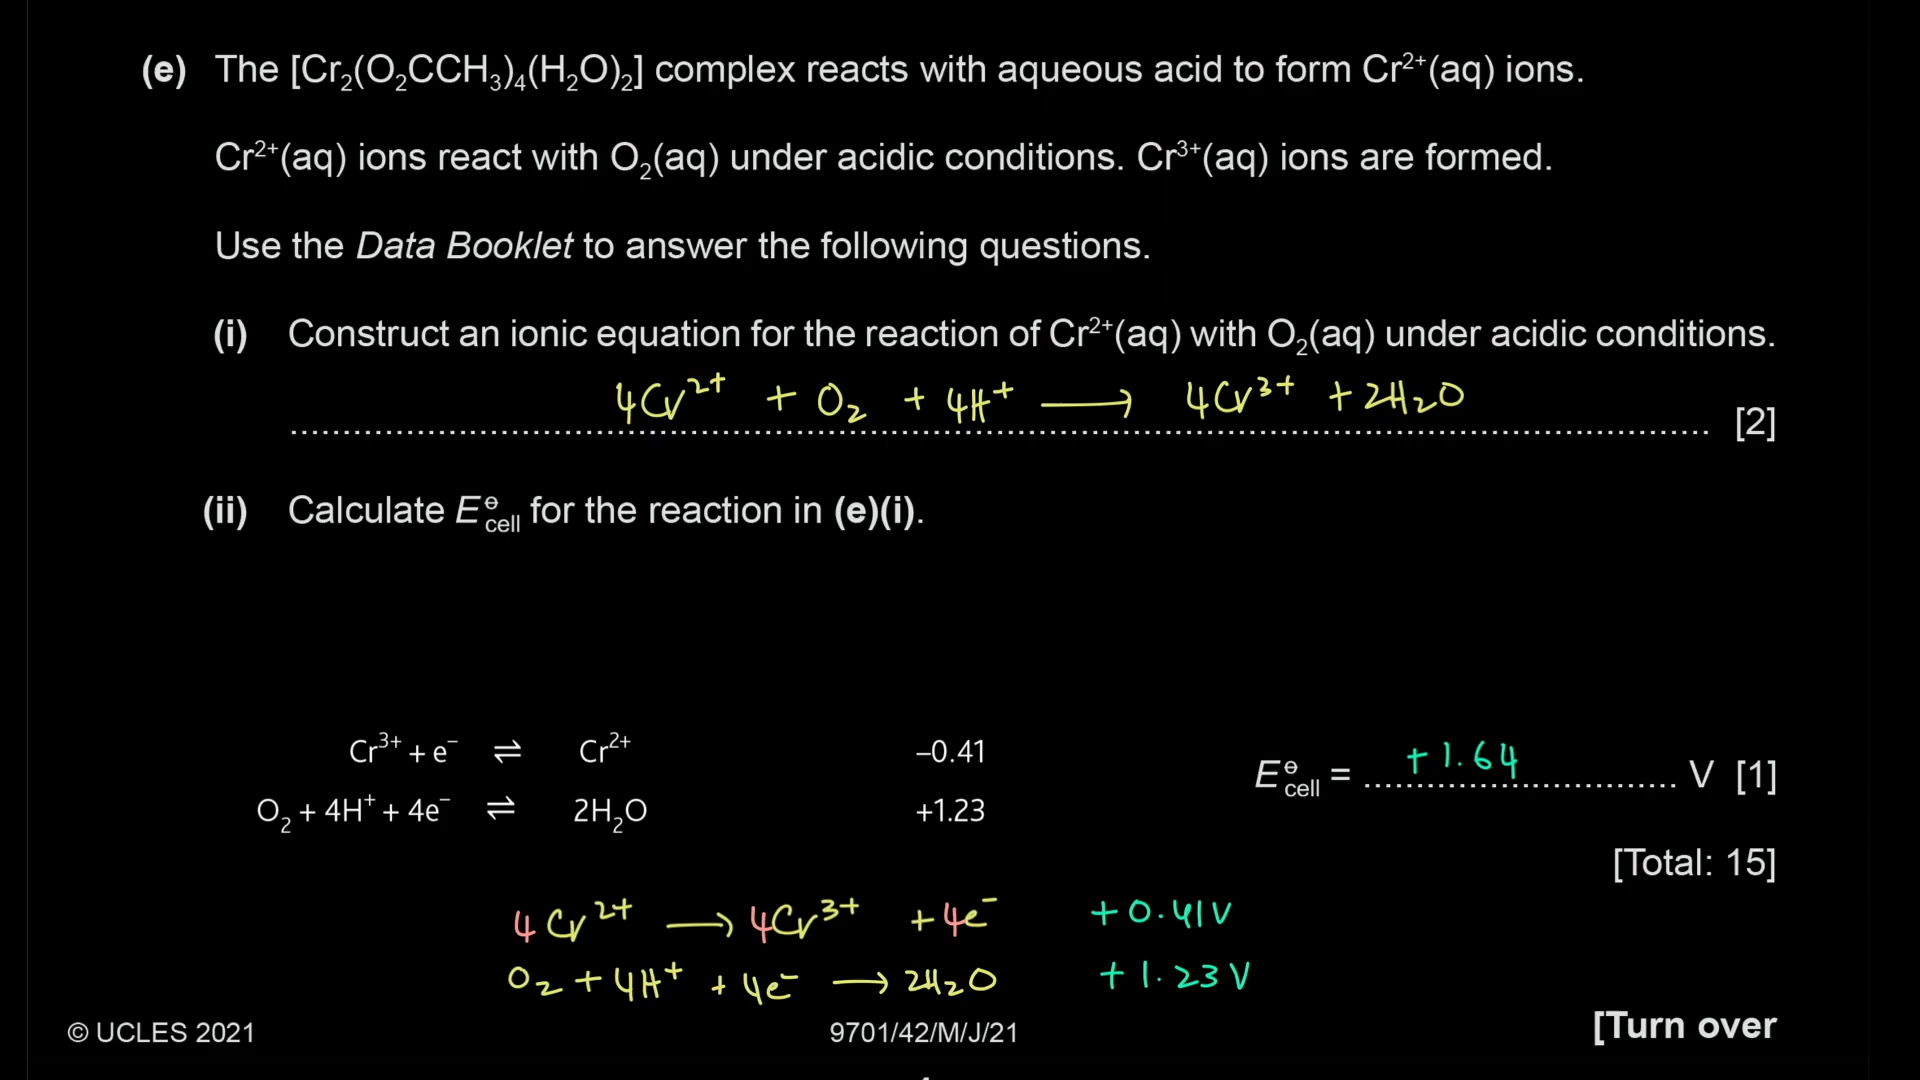 (e) The [Cr₂(O₂CCH₃)₄(H₂O)₂] complex reacts with aqueous acid to form Cr²⁺(aq) ions.
Cr²⁺(aq) ions react with O₂(aq) under acidic conditions. Cr³⁺(aq) ions are formed.
Use the Data Booklet to answer the following questions.
(i) Construct an ionic equation for the reaction of Cr²⁺(aq) with O₂(aq) under acidic conditions.
4Cr²⁺ + O₂ + 4H⁺ ⟶ 4Cr³⁺ + 2H₂O
[2]
(ii) Calculate E⦵cell for the reaction in (e)(i).
Cr³⁺ + e⁻ ⇌ Cr²⁺ –0.41
O₂ + 4H⁺ + 4e⁻ ⇌ 2H₂O +1.23
E⦵cell = +1.64 V [1]
[Total: 15]
4Cr²⁺ ⟶ 4Cr³⁺ + 4e⁻ +0.41V
O₂ + 4H⁺ + 4e⁻ ⟶ 2H₂O +1.23V
© UCLES 2021 9701/42/M/J/21 [Turn over